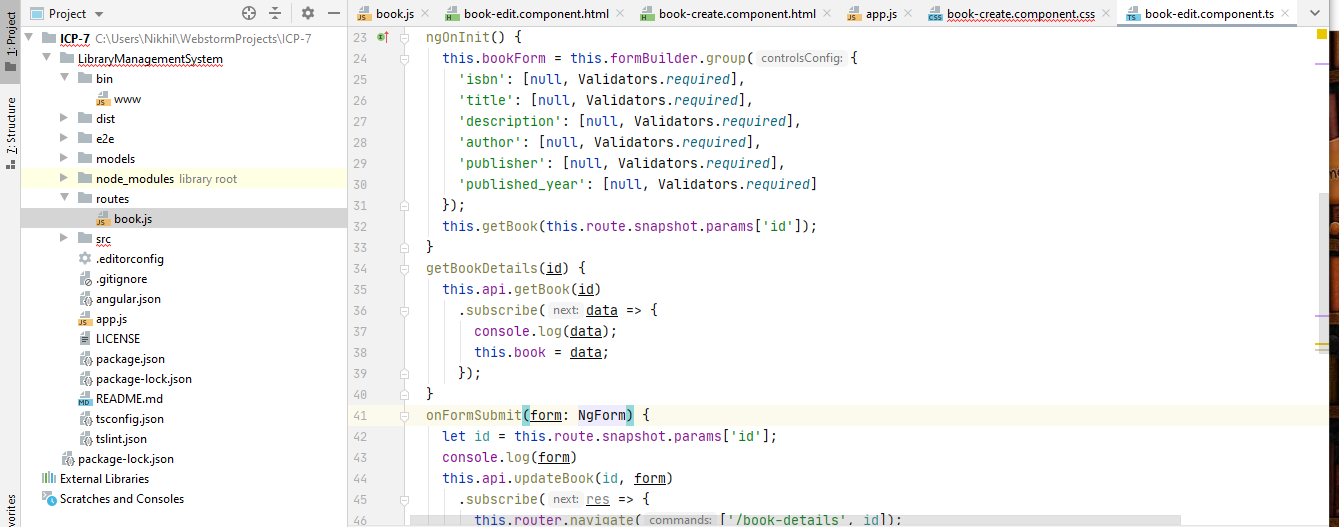 Project
book.js
book-edit.component.html
book-create.component.html
app.js
book-create.component.css
book-edit.component.ts
1: Project
7: Structure
ICP-7 C:\Users\Nikhil\WebstormProjects\ICP-7
LibraryManagementSystem
bin
www
dist
e2e
models
node_modules library root
routes
book.js
src
.editorconfig
.gitignore
angular.json
app.js
LICENSE
package.json
package-lock.json
README.md
tsconfig.json
tslint.json
package-lock.json
External Libraries
Scratches and Consoles
23 ngOnInit() {
24 this.bookForm = this.formBuilder.group( controlsConfig: {
25 'isbn': [null, Validators.required],
26 'title': [null, Validators.required],
27 'description': [null, Validators.required],
28 'author': [null, Validators.required],
29 'publisher': [null, Validators.required],
30 'published_year': [null, Validators.required]
31 });
32 this.getBook(this.route.snapshot.params['id']);
33 }
34 getBookDetails(id) {
35 this.api.getBook(id)
36 .subscribe( next: data => {
37 console.log(data);
38 this.book = data;
39 });
40 }
41 onFormSubmit(form: NgForm) {
42 let id = this.route.snapshot.params['id'];
43 console.log(form)
44 this.api.updateBook(id, form)
45 .subscribe( next: res => {
46 this.router.navigate( commands: ['/book-details', id]);